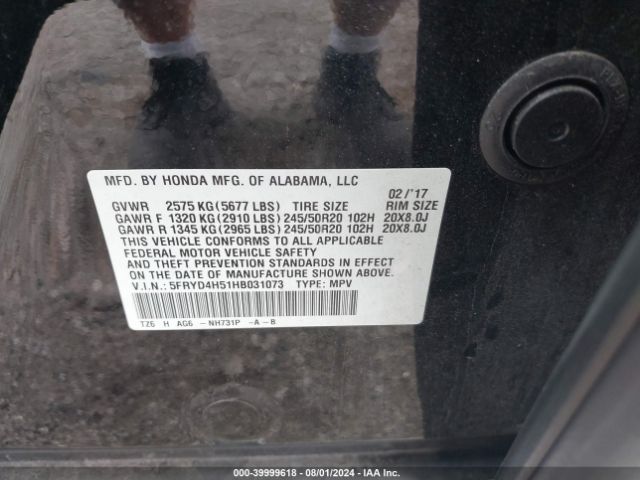 MFD. BY HONDA MFG. OF ALABAMA, LLC
02/'17
GVWR 2575 KG (5677 LBS) TIRE SIZE RIM SIZE
GAWR F 1320 KG (2910 LBS) 245/50R20 102H 20X8.0J
GAWR R 1345 KG (2965 LBS) 245/50R20 102H 20X8.0J
THIS VEHICLE CONFORMS TO ALL APPLICABLE
FEDERAL MOTOR VEHICLE SAFETY
AND THEFT PREVENTION STANDARDS IN EFFECT
ON THE DATE OF MANUFACTURE SHOWN ABOVE.
V.I.N.: 5FRYD4H51HB031073 TYPE: MPV
TZ6 H AG6 -NH731P -A-B
000-39999618 - 08/01/2024 - IAA Inc.